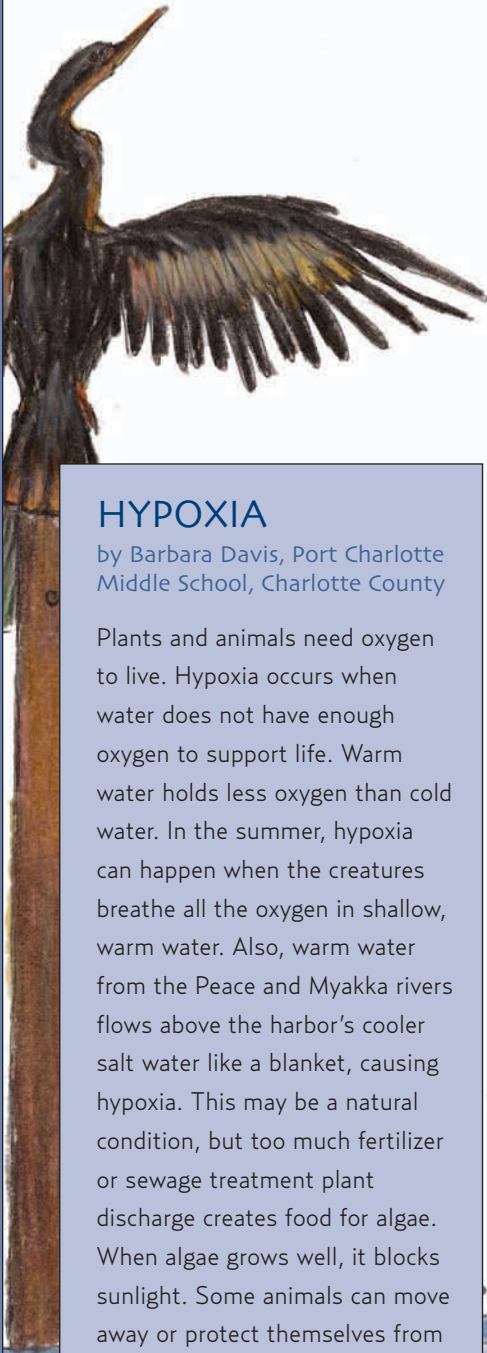 HYPOXIA
by Barbara Davis, Port Charlotte
Middle School, Charlotte County
Plants and animals need oxygen
to live. Hypoxia occurs when
water does not have enough
oxygen to support life. Warm
water holds less oxygen than cold
water. In the summer, hypoxia
can happen when the creatures
breathe all the oxygen in shallow,
warm water. Also, warm water
from the Peace and Myakka rivers
flows above the harbor's cooler
salt water like a blanket, causing
hypoxia. This may be a natural
condition, but too much fertilizer
or sewage treatment plant
discharge creates food for algae.
When algae grows well, it blocks
sunlight. Some animals can move
away or protect themselves from